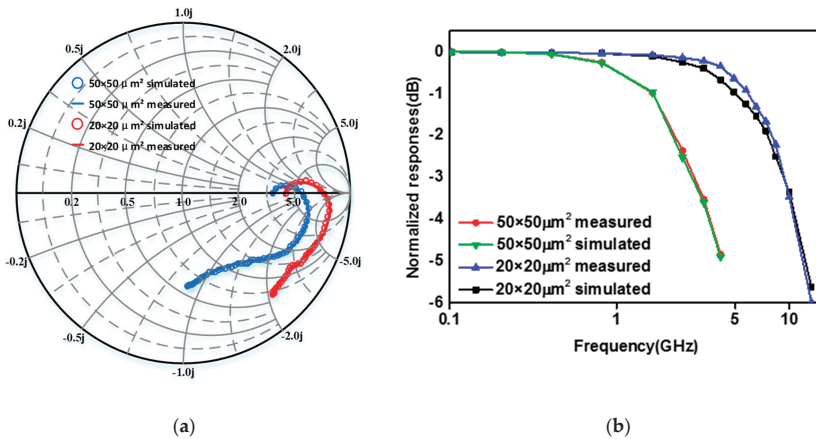 1.0j
0.5j
2.0j
50×50 μ m² simulated
50×50 μ m² measured
20×20 μ m² simulated
20×20 μ m² measured
0.2j
5.0j
0.2 0.5 1.0 2.0 5.0
-0.2j
-5.0j
-0.5j
-2.0j
-1.0j
(a)
Normalized responses(dB)
0
-1
-2
-3
-4
-5
-6
50×50μm² measured
50×50μm² simulated
20×20μm² measured
20×20μm² simulated
0.1 1 5 10
Frequency(GHz)
(b)